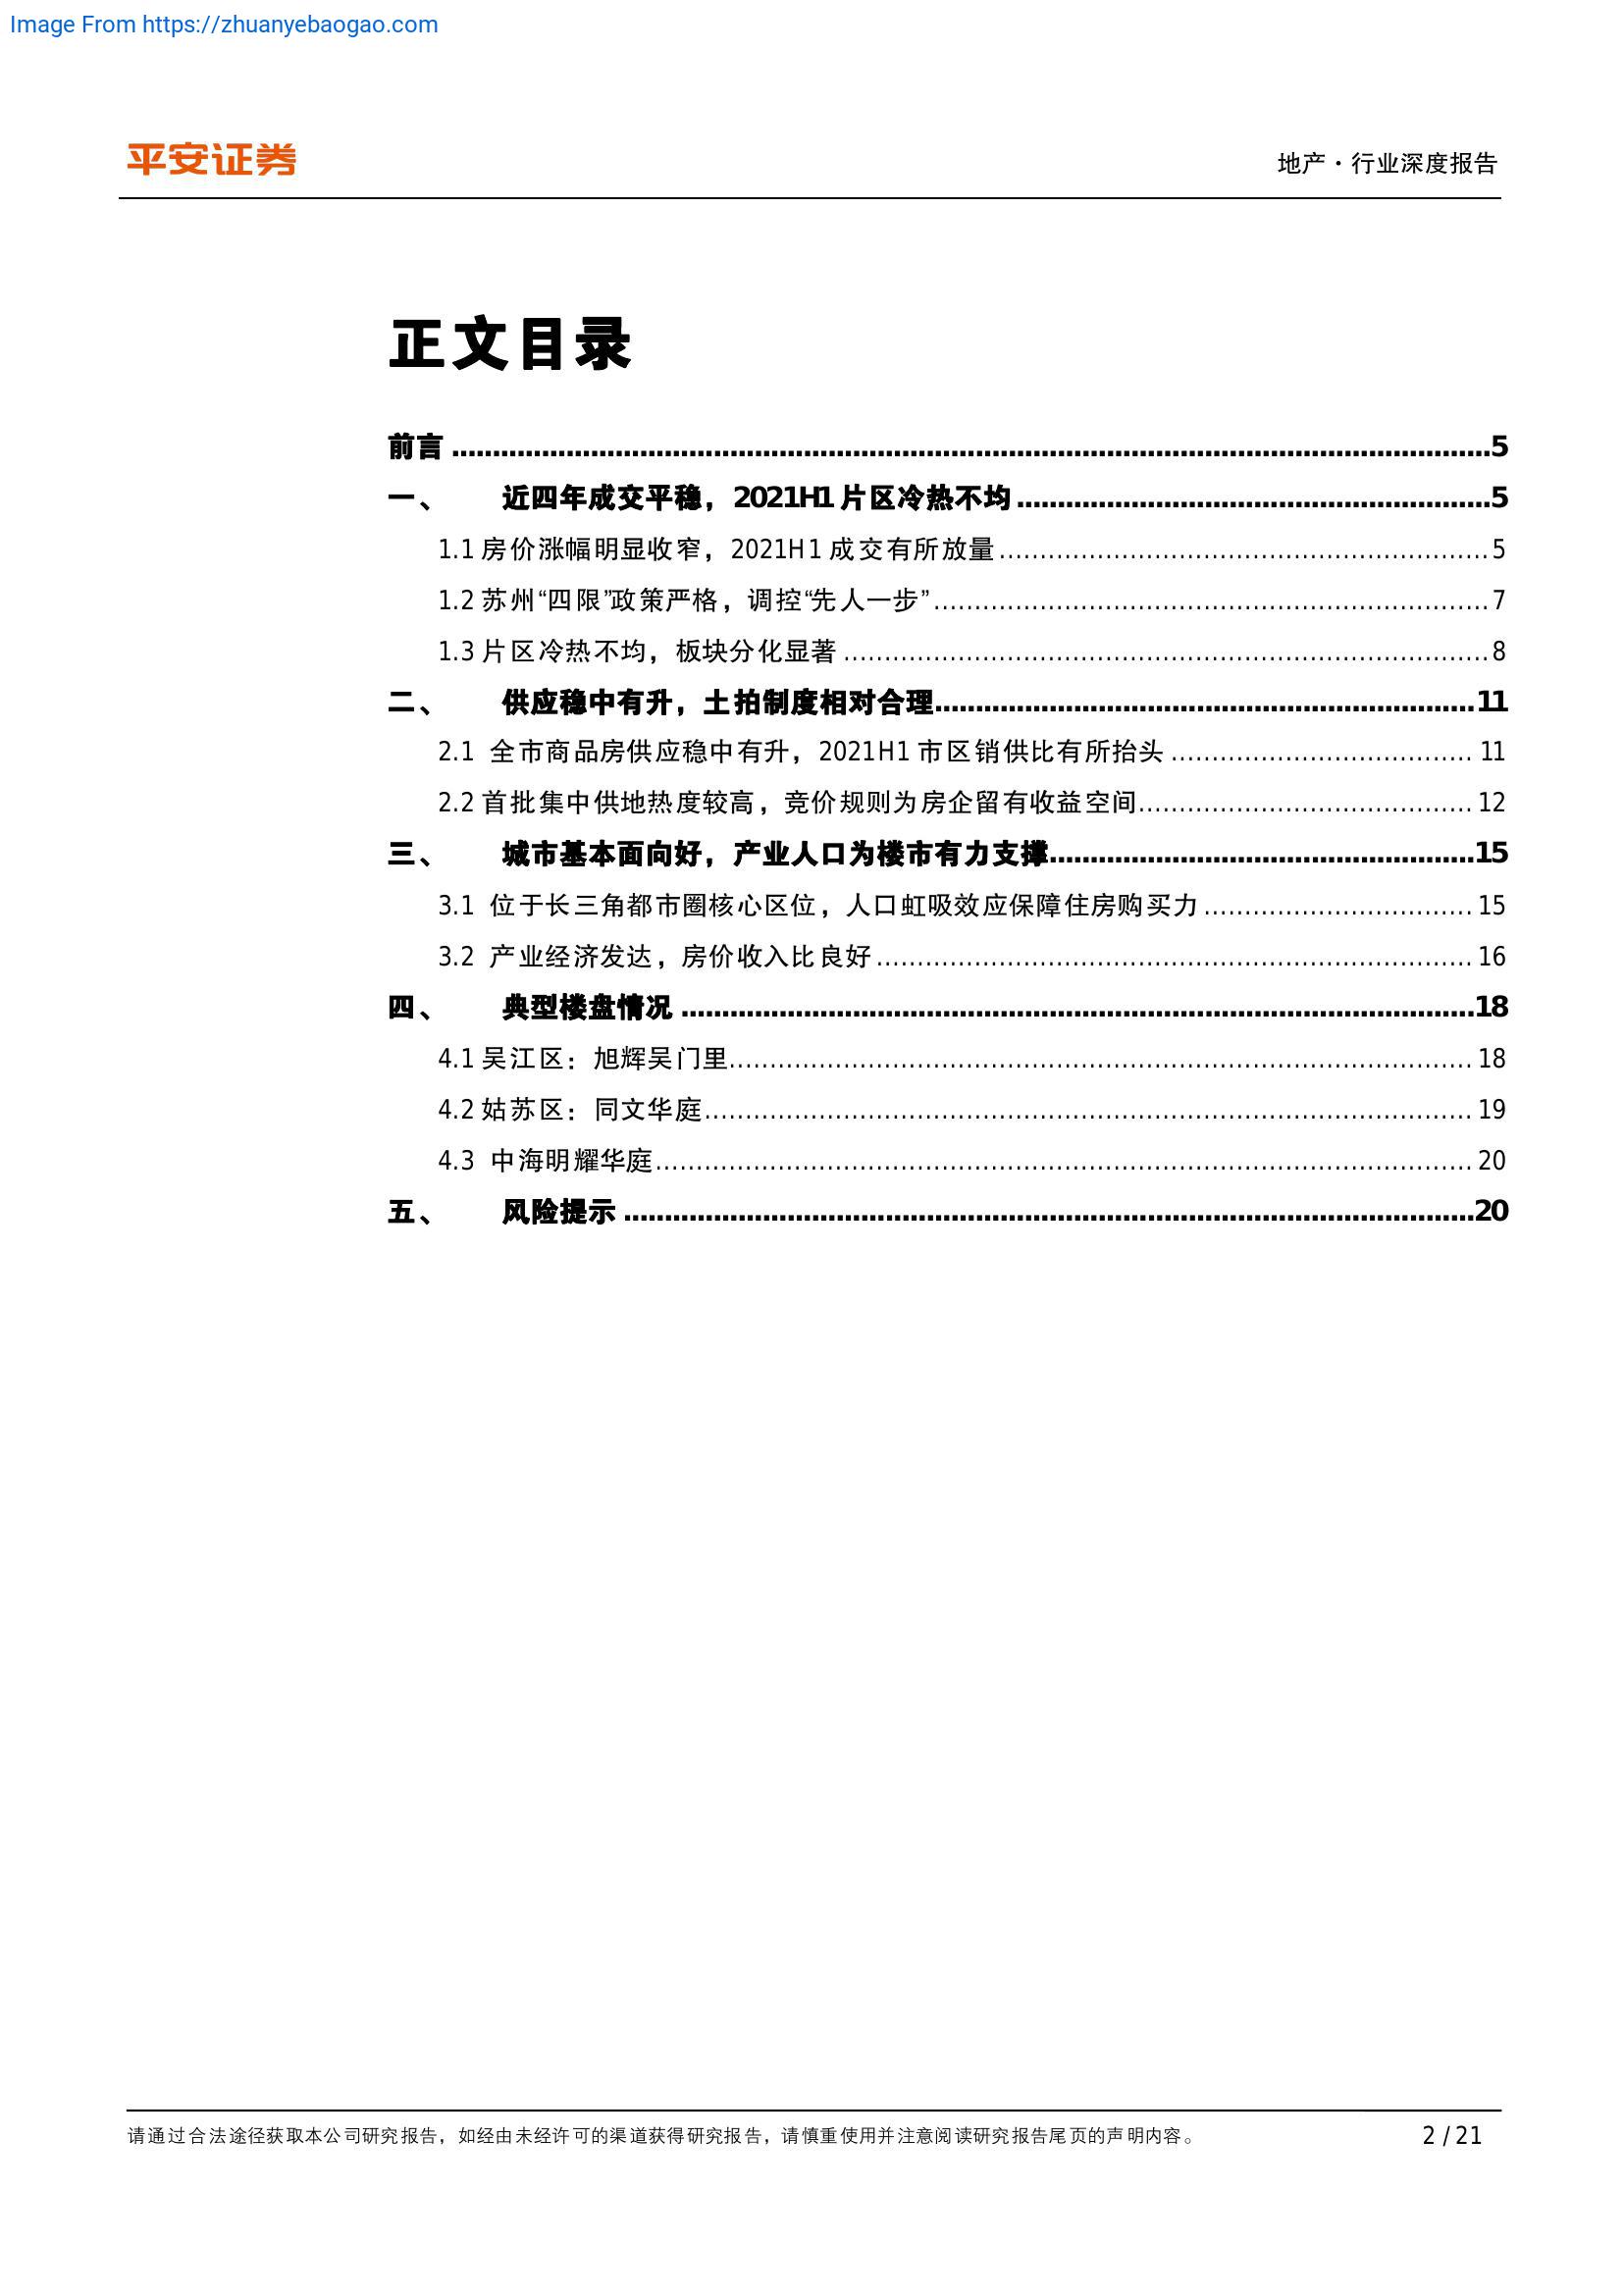 Image From https://zhuanyebaogao.com
平安证券
地产·行业深度报告
正文目录
前言 ........................................................................................................................5
一、 近四年成交平稳，2021H1 片区冷热不均 .......................................................5
1.1 房价涨幅明显收窄，2021H1 成交有所放量 ........................................................... 5
1.2 苏州“四限”政策严格，调控“先人一步” ................................................................... 7
1.3 片区冷热不均，板块分化显著 ............................................................................. 8
二、 供应稳中有升，土拍制度相对合理...............................................................11
2.1 全市商品房供应稳中有升，2021H1 市区销供比有所抬头 .................................... 11
2.2 首批集中供地热度较高，竞价规则为房企留有收益空间........................................ 12
三、 城市基本面向好，产业人口为楼市有力支撑.................................................15
3.1 位于长三角都市圈核心区位，人口虹吸效应保障住房购买力 ................................ 15
3.2 产业经济发达，房价收入比良好 ....................................................................... 16
四、 典型楼盘情况 ............................................................................................18
4.1 吴江区：旭辉吴门里......................................................................................... 18
4.2 姑苏区：同文华庭............................................................................................ 19
4.3 中海明耀华庭.................................................................................................. 20
五、 风险提示 ...................................................................................................20
请通过合法途径获取本公司研究报告，如经由未经许可的渠道获得研究报告，请慎重使用并注意阅读研究报告尾页的声明内容。
2 / 21